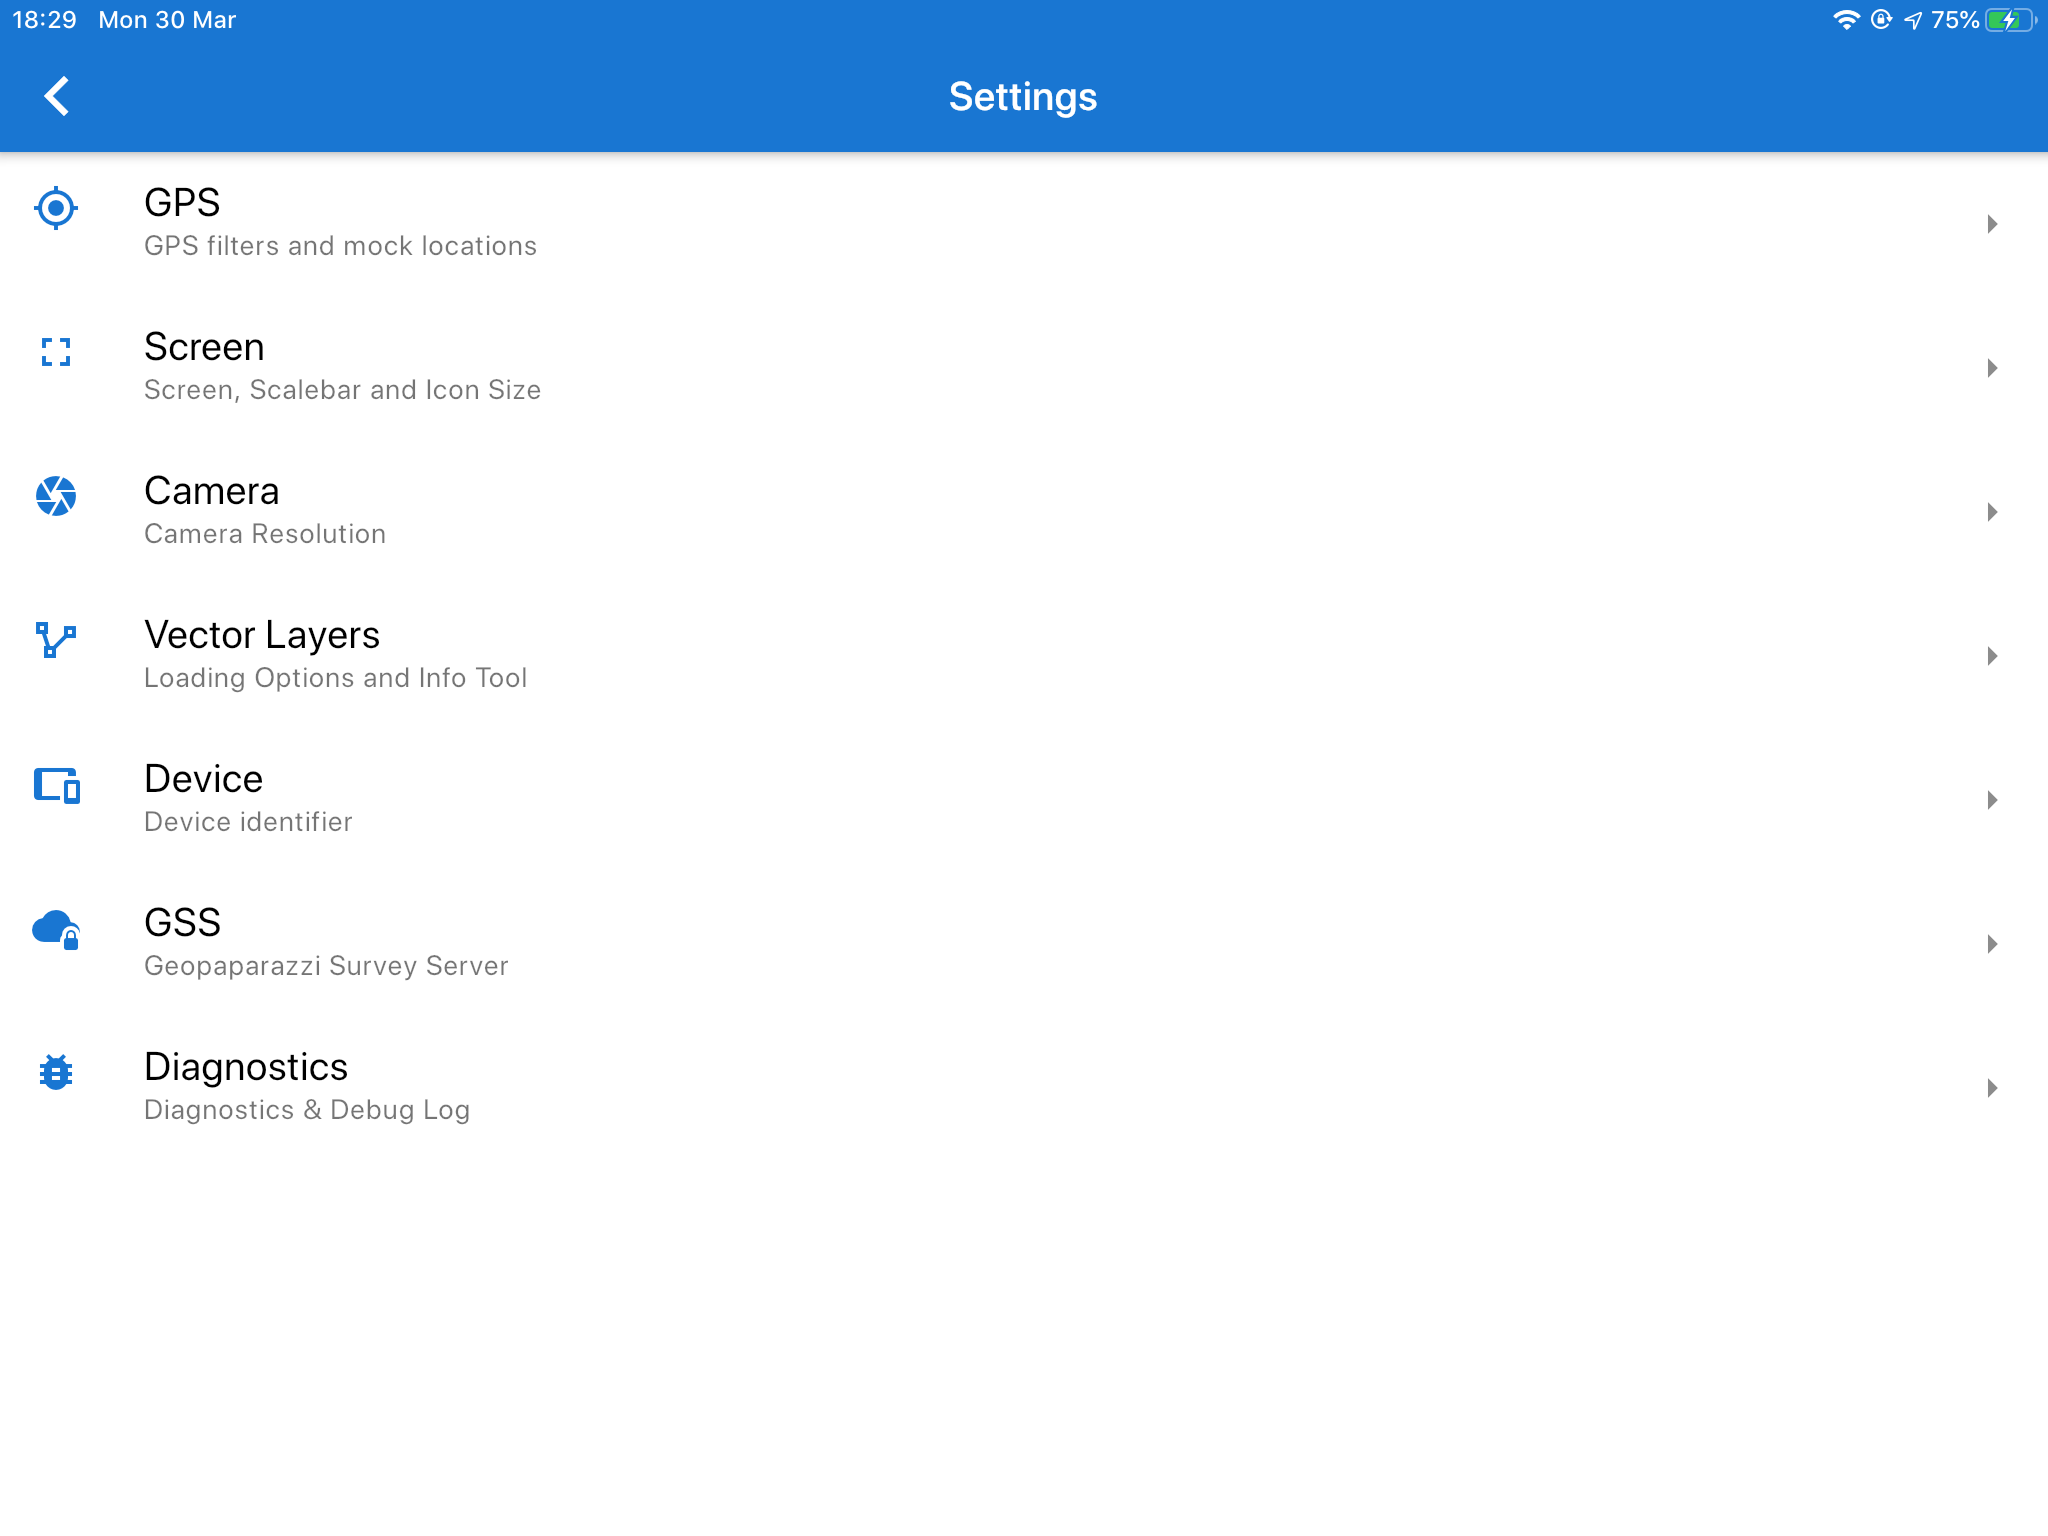 18:29 Mon 30 Mar 75%
Settings
GPS
GPS filters and mock locations
Screen
Screen, Scalebar and Icon Size
Camera
Camera Resolution
Vector Layers
Loading Options and Info Tool
Device
Device identifier
GSS
Geopaparazzi Survey Server
Diagnostics
Diagnostics & Debug Log